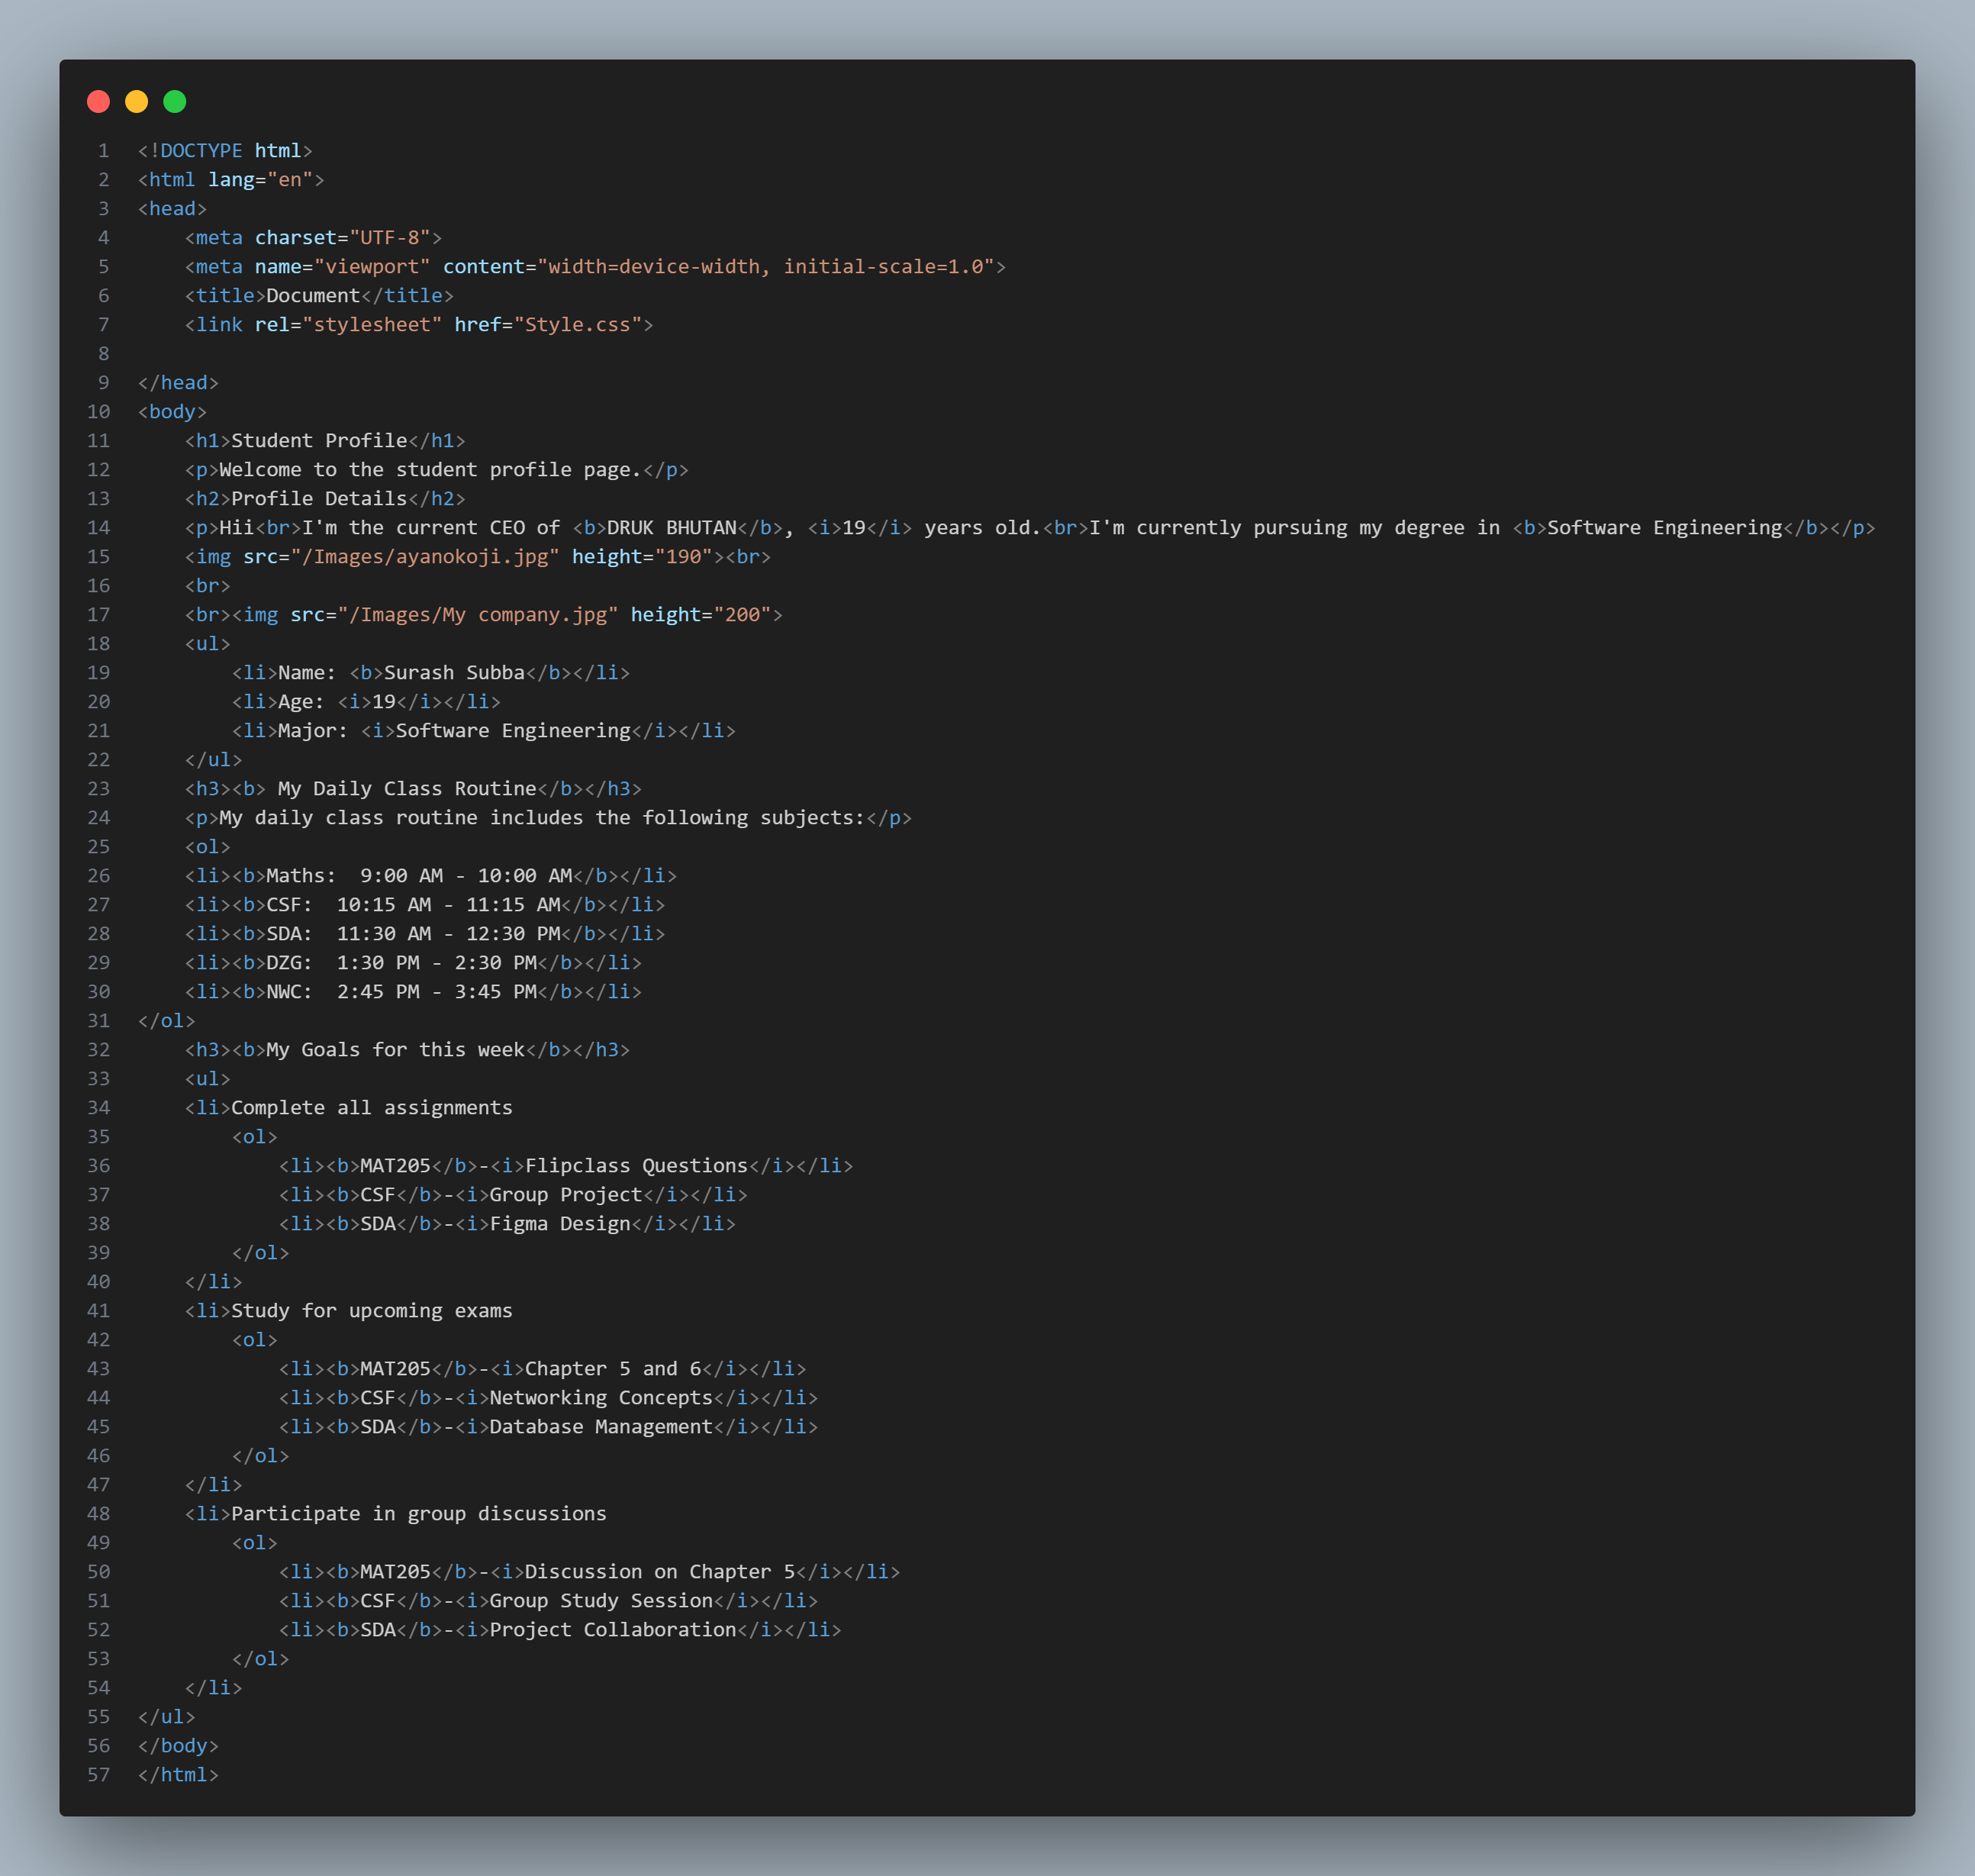 1 <!DOCTYPE html>
2 <html lang="en">
3 <head>
4     <meta charset="UTF-8">
5     <meta name="viewport" content="width=device-width, initial-scale=1.0">
6     <title>Document</title>
7     <link rel="stylesheet" href="Style.css">
8
9 </head>
10 <body>
11     <h1>Student Profile</h1>
12     <p>Welcome to the student profile page.</p>
13     <h2>Profile Details</h2>
14     <p>Hii<br>I'm the current CEO of <b>DRUK BHUTAN</b>, <i>19</i> years old.<br>I'm currently pursuing my degree in <b>Software Engineering</b></p>
15     <img src="/Images/ayanokoji.jpg" height="190"><br>
16     <br>
17     <br><img src="/Images/My company.jpg" height="200">
18     <ul>
19         <li>Name: <b>Surash Subba</b></li>
20         <li>Age: <i>19</i></li>
21         <li>Major: <i>Software Engineering</i></li>
22     </ul>
23     <h3><b> My Daily Class Routine</b></h3>
24     <p>My daily class routine includes the following subjects:</p>
25     <ol>
26     <li><b>Maths:  9:00 AM - 10:00 AM</b></li>
27     <li><b>CSF:  10:15 AM - 11:15 AM</b></li>
28     <li><b>SDA:  11:30 AM - 12:30 PM</b></li>
29     <li><b>DZG:  1:30 PM - 2:30 PM</b></li>
30     <li><b>NWC:  2:45 PM - 3:45 PM</b></li>
31 </ol>
32     <h3><b>My Goals for this week</b></h3>
33     <ul>
34     <li>Complete all assignments
35         <ol>
36             <li><b>MAT205</b>-<i>Flipclass Questions</i></li>
37             <li><b>CSF</b>-<i>Group Project</i></li>
38             <li><b>SDA</b>-<i>Figma Design</i></li>
39         </ol>
40     </li>
41     <li>Study for upcoming exams
42         <ol>
43             <li><b>MAT205</b>-<i>Chapter 5 and 6</i></li>
44             <li><b>CSF</b>-<i>Networking Concepts</i></li>
45             <li><b>SDA</b>-<i>Database Management</i></li>
46         </ol>
47     </li>
48     <li>Participate in group discussions
49         <ol>
50             <li><b>MAT205</b>-<i>Discussion on Chapter 5</i></li>
51             <li><b>CSF</b>-<i>Group Study Session</i></li>
52             <li><b>SDA</b>-<i>Project Collaboration</i></li>
53         </ol>
54     </li>
55 </ul>
56 </body>
57 </html>